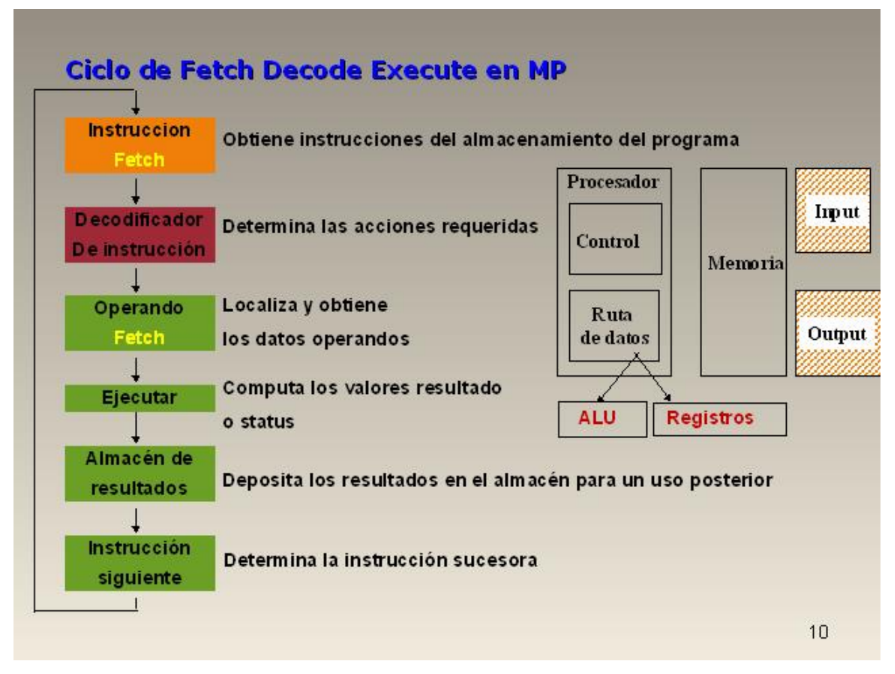 Ciclo de Fetch Decode Execute en MP
Instruccion
Fetch
Obtiene instrucciones del almacenamiento del programa
Decodificador
De instrucción
Determina las acciones requeridas
Operando
Fetch
Localiza y obtiene
los datos operandos
Ejecutar
Computa los valores resultado
o status
Almacén de
resultados
Deposita los resultados en el almacén para un uso posterior
Instrucción
siguiente
Determina la instrucción sucesora
Procesador
Control
Ruta
de datos
Memoria
Input
Output
ALU
Registros
10